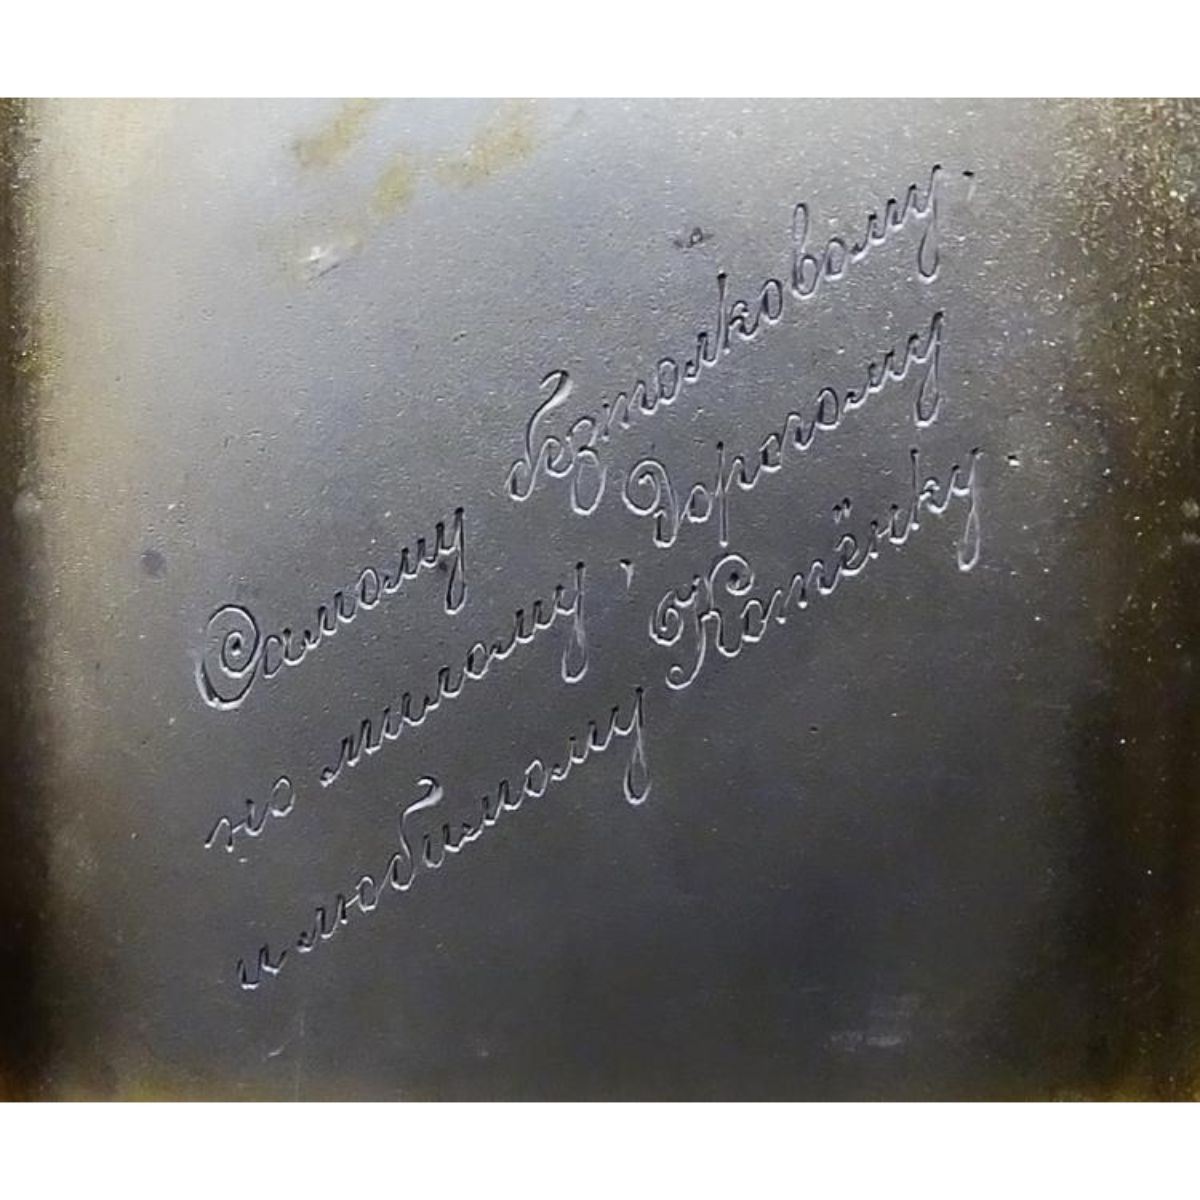 Самому безтолковому.
но милому, Дорогому
и любимому Котёнку.